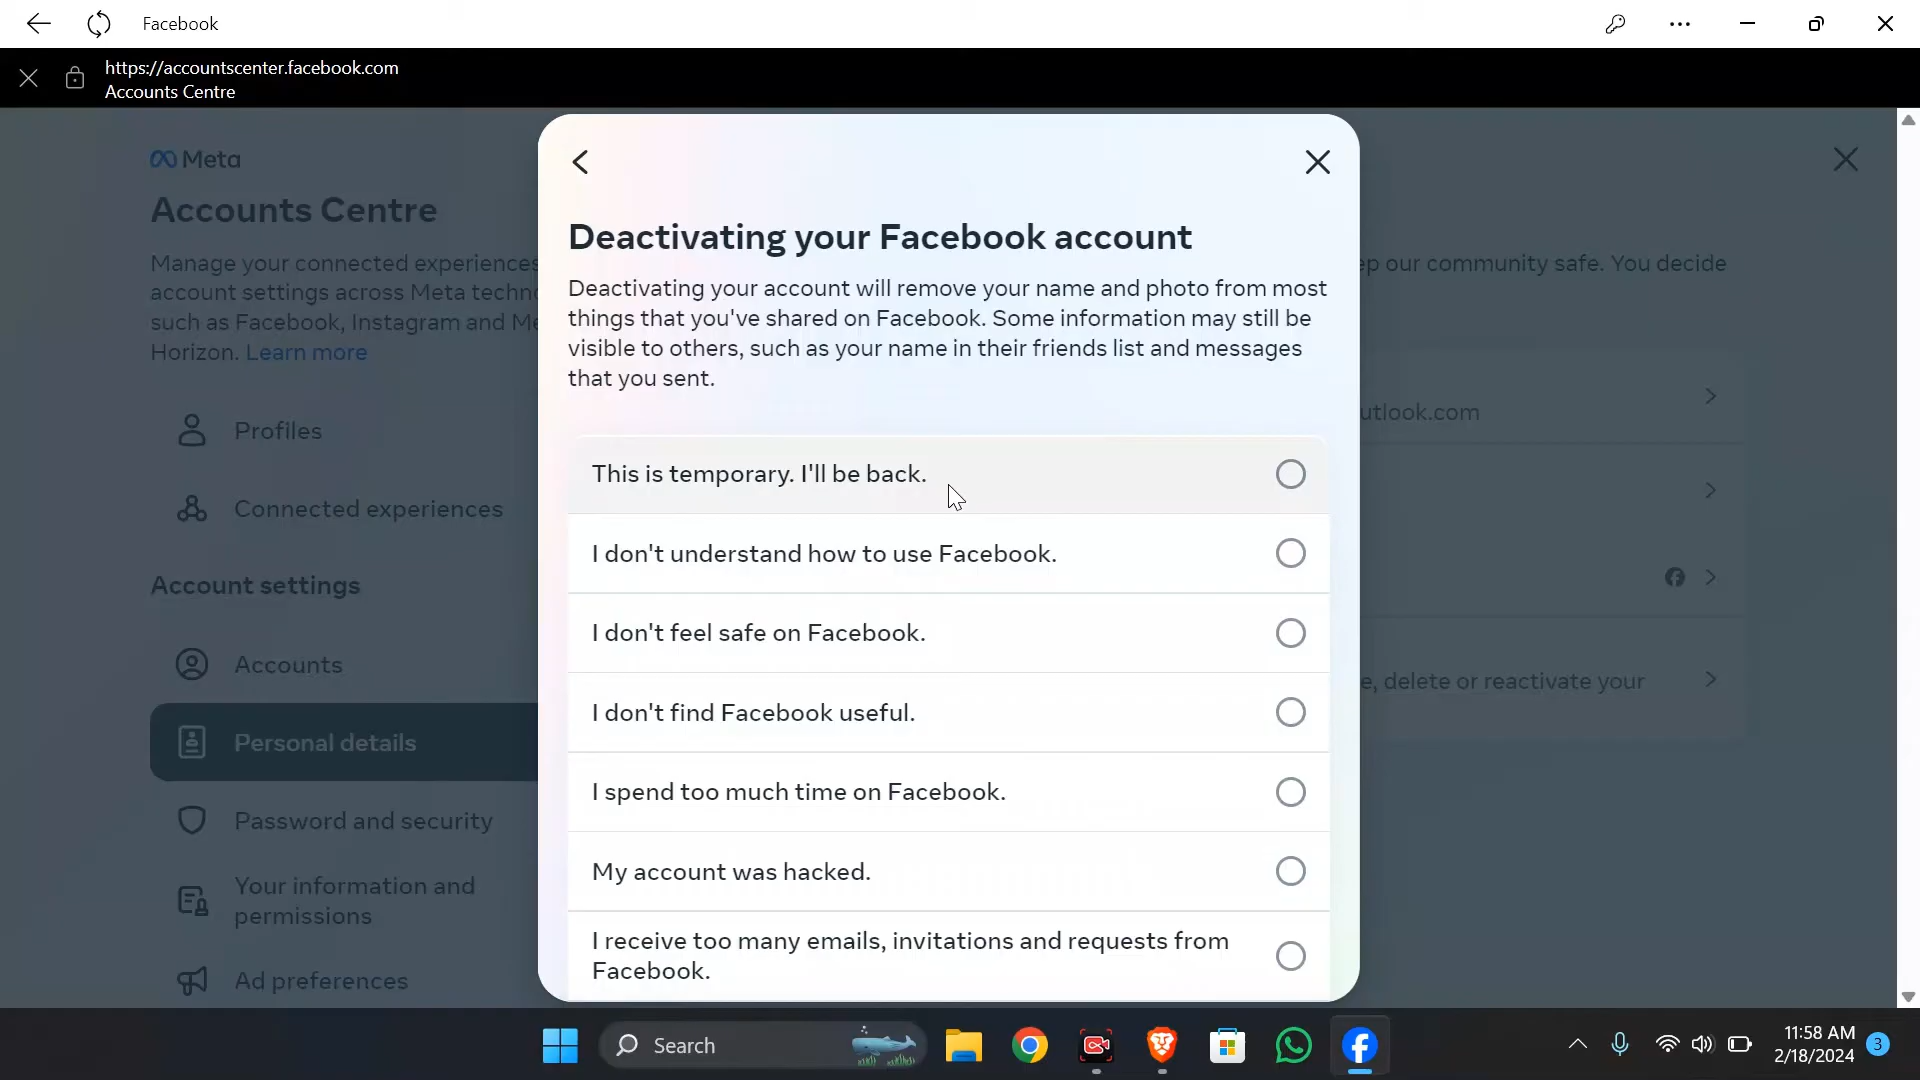 Facebook
https://accountscenter.facebook.com
Accounts Centre
Meta
Accounts Centre
Manage your connected experiences
account settings across Meta techn
such as Facebook, Instagram and Me
Horizon. Learn more
Profiles
Connected experiences
Account settings
Accounts
Personal details
Password and security
Your information and
permissions
Ad preferences
Deactivating your Facebook account
Deactivating your account will remove your name and photo from most
things that you've shared on Facebook. Some information may still be
visible to others, such as your name in their friends list and messages
that you sent.
This is temporary. I'll be back.
I don't understand how to use Facebook.
I don't feel safe on Facebook.
I don't find Facebook useful.
I spend too much time on Facebook.
My account was hacked.
I receive too many emails, invitations and requests from
Facebook.
ep our community safe. You decide
utlook.com
e, delete or reactivate your
Search
11:58 AM
2/18/2024
3